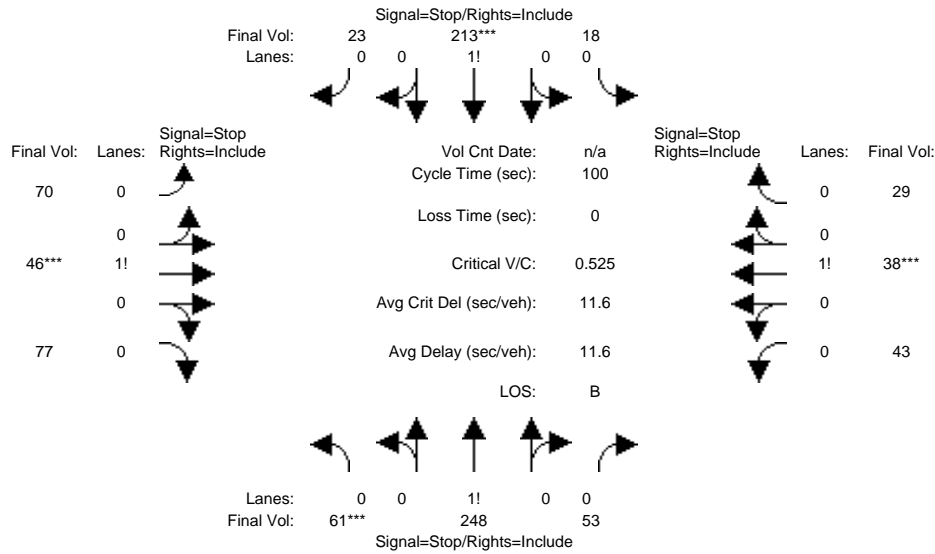 Signal=Stop/Rights=Include
Final Vol: 23 213*** 18
Lanes: 0 0 1! 0 0
Signal=Stop Signal=Stop
Final Vol: Lanes: Rights=Include Vol Cnt Date: n/a Rights=Include Lanes: Final Vol:
Cycle Time (sec): 100
70 0 0 29
Loss Time (sec): 0
0 0
46*** 1! Critical V/C: 0.525 1! 38***
0 Avg Crit Del (sec/veh): 11.6 0
77 0 Avg Delay (sec/veh): 11.6 0 43
LOS: B
Lanes: 0 0 1! 0 0
Final Vol: 61*** 248 53
Signal=Stop/Rights=Include